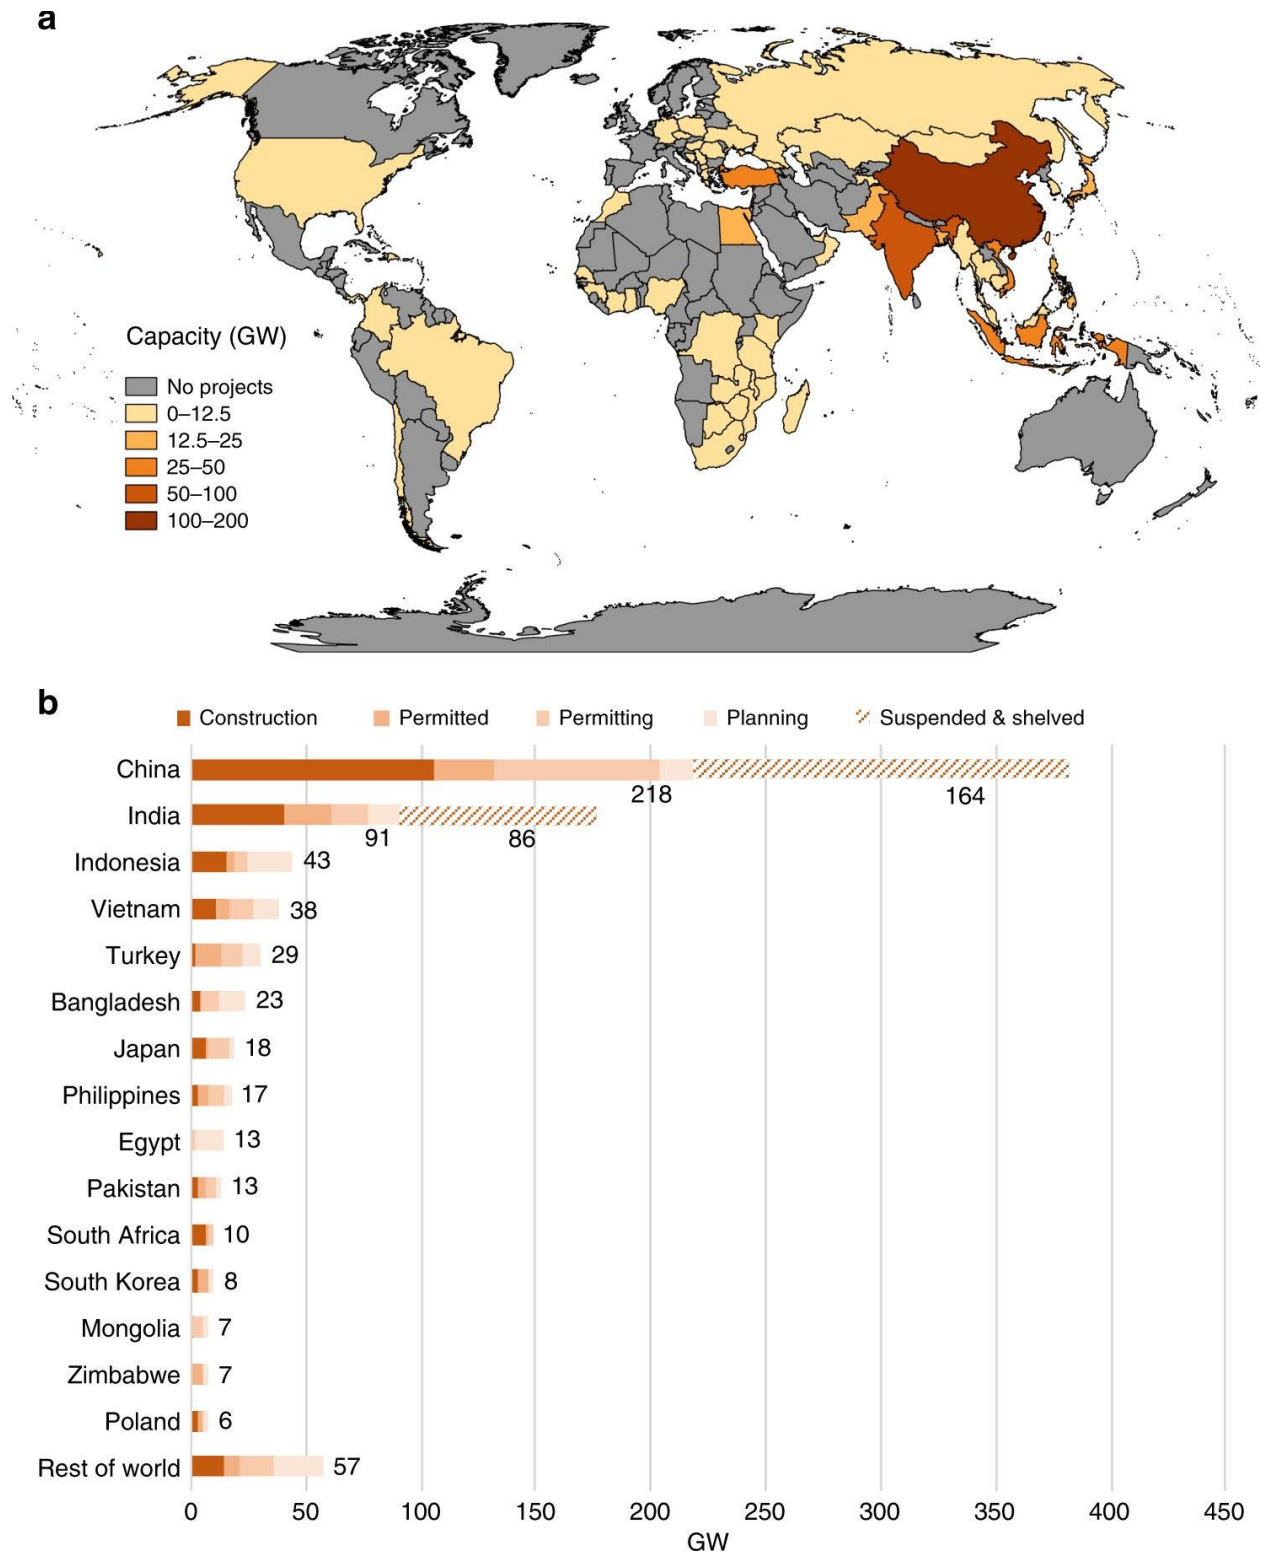 a
Capacity (GW)
No projects
0–12.5
12.5–25
25–50
50–100
100–200
b
Construction Permitted Permitting Planning Suspended & shelved
China
218 164
India
91 86
Indonesia 43
Vietnam 38
Turkey 29
Bangladesh 23
Japan 18
Philippines 17
Egypt 13
Pakistan 13
South Africa 10
South Korea 8
Mongolia 7
Zimbabwe 7
Poland 6
Rest of world 57
0 50 100 150 200 250 300 350 400 450
GW